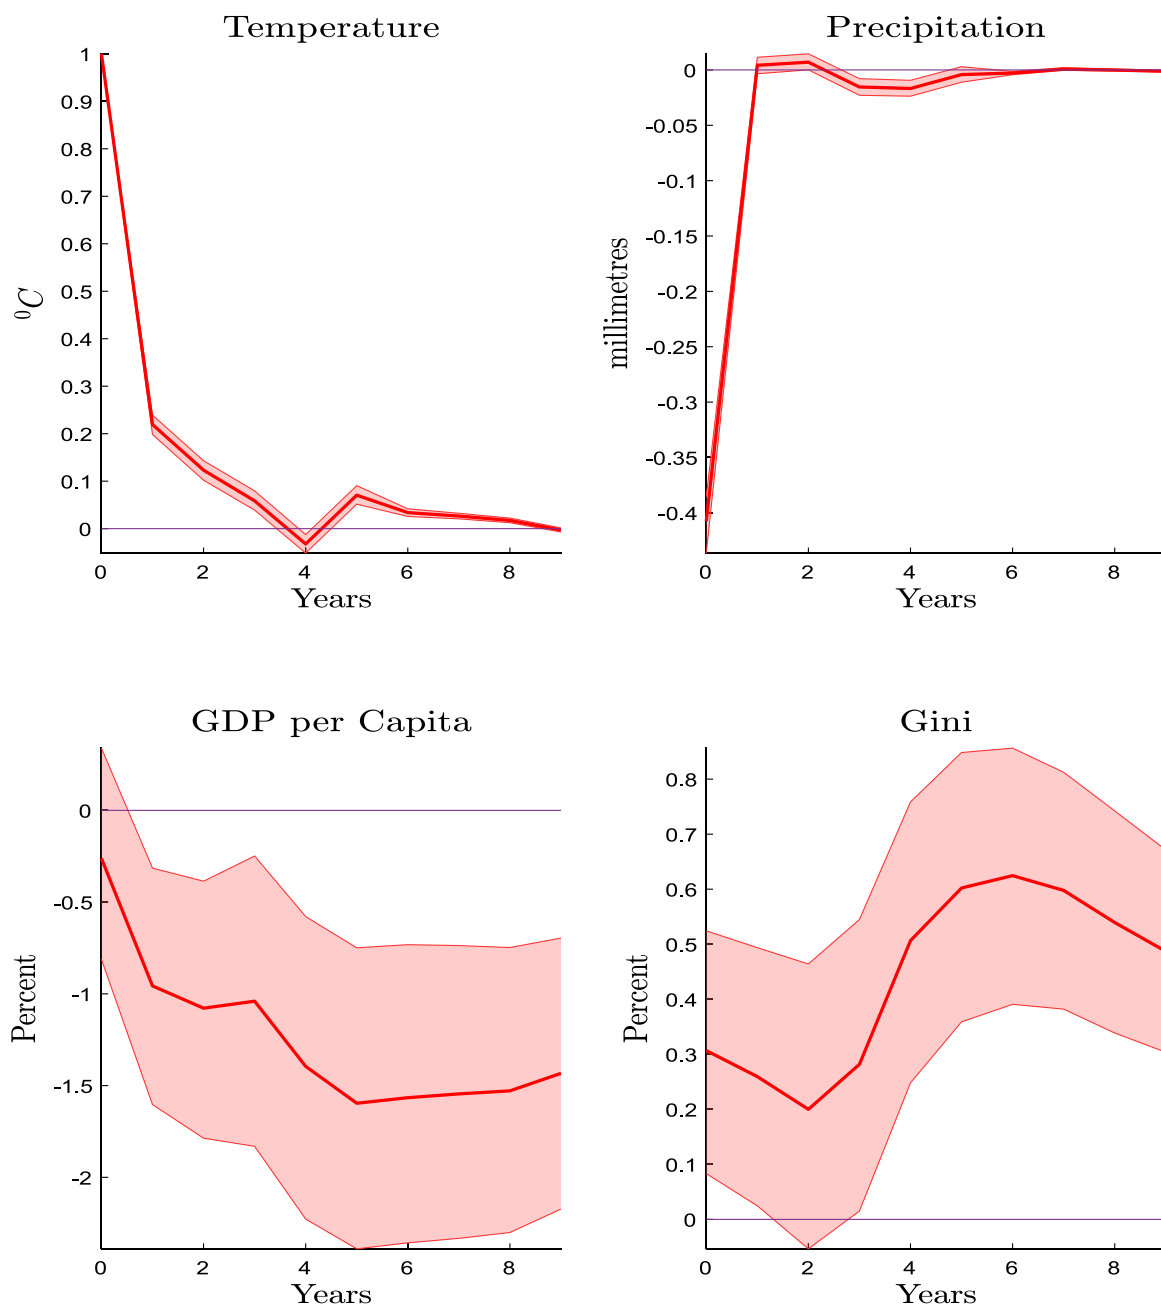 Temperature
1
0.9
0.8
0.7
0.6
0.5
0.4
0.3
0.2
0.1
0
⁰C
0 2 4 6 8
Years
Precipitation
0
-0.05
-0.1
-0.15
-0.2
-0.25
-0.3
-0.35
-0.4
millimetres
0 2 4 6 8
Years
GDP per Capita
0
-0.5
-1
-1.5
-2
Percent
0 2 4 6 8
Years
Gini
0.8
0.7
0.6
0.5
0.4
0.3
0.2
0.1
0
Percent
0 2 4 6 8
Years